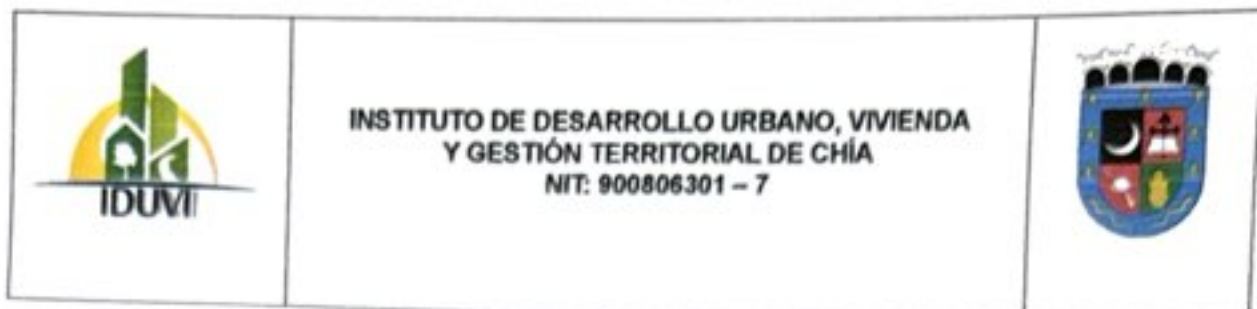 IDUVI
INSTITUTO DE DESARROLLO URBANO, VIVIENDA
Y GESTIÓN TERRITORIAL DE CHÍA
NIT: 900806301 – 7